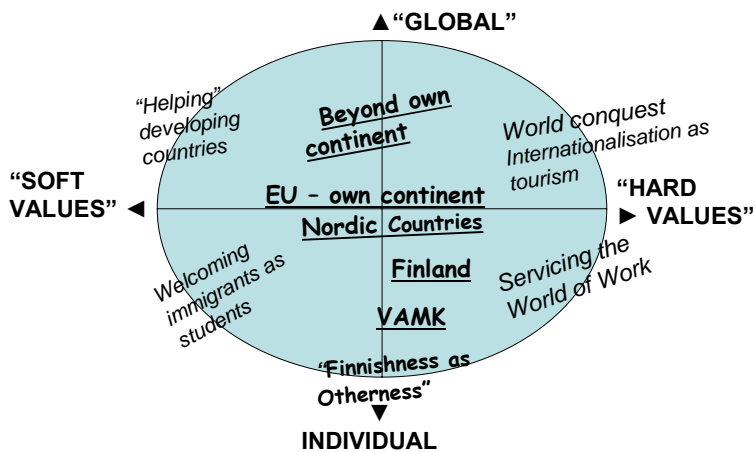 “GLOBAL”
“Helping”
developing
countries
Beyond own
continent
World conquest
Internationalisation as
tourism
“SOFT
VALUES”
EU – own continent
“HARD
VALUES”
Nordic Countries
Welcoming
immigrants as
students
Finland
Servicing the
World of Work
VAMK
“Finnishness as
Otherness”
INDIVIDUAL